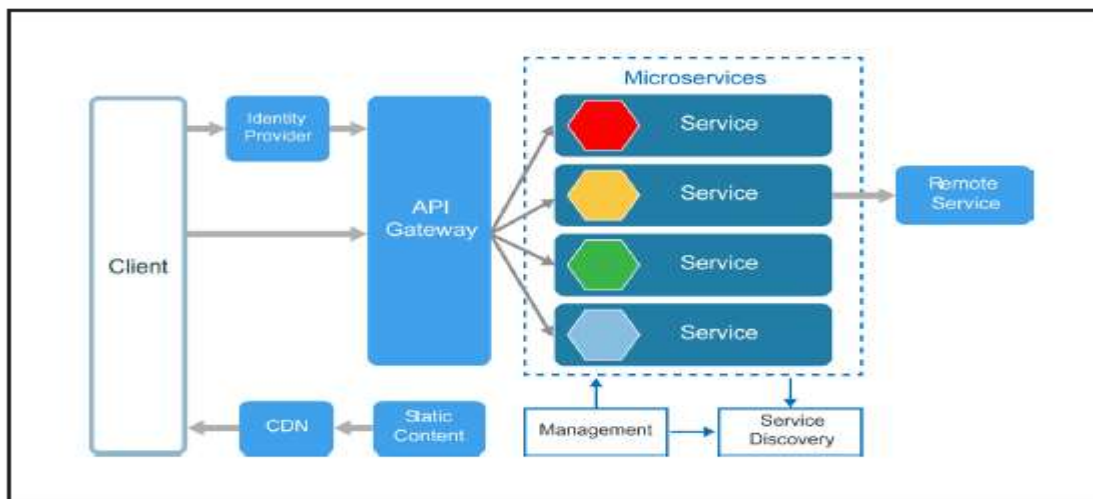 Microservices
Identity
Provider
Service
API
Gateway
Service
Remote
Service
Client
Service
Service
CDN
Static
Content
Management
Service
Discovery